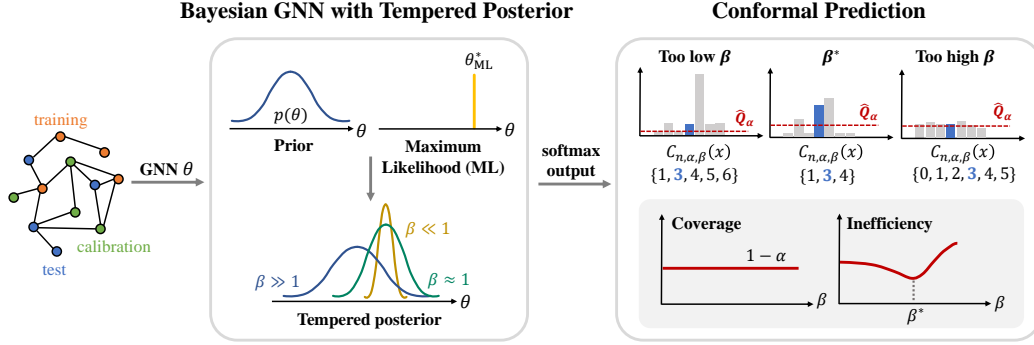 Bayesian GNN with Tempered Posterior
Conformal Prediction
training
calibration
test
GNN θ
p(θ)
θ
Prior
θ*ML
θ
Maximum
Likelihood (ML)
β ≪ 1
β ≫ 1
β ≈ 1
θ
Tempered posterior
softmax
output
Too low β
β*
Too high β
Q̂α
Q̂α
Q̂α
Cn,α,β(x)
Cn,α,β(x)
Cn,α,β(x)
{1, 3, 4, 5, 6}
{1, 3, 4}
{0, 1, 2, 3, 4, 5}
Coverage
1 − α
β
Inefficiency
β*
β